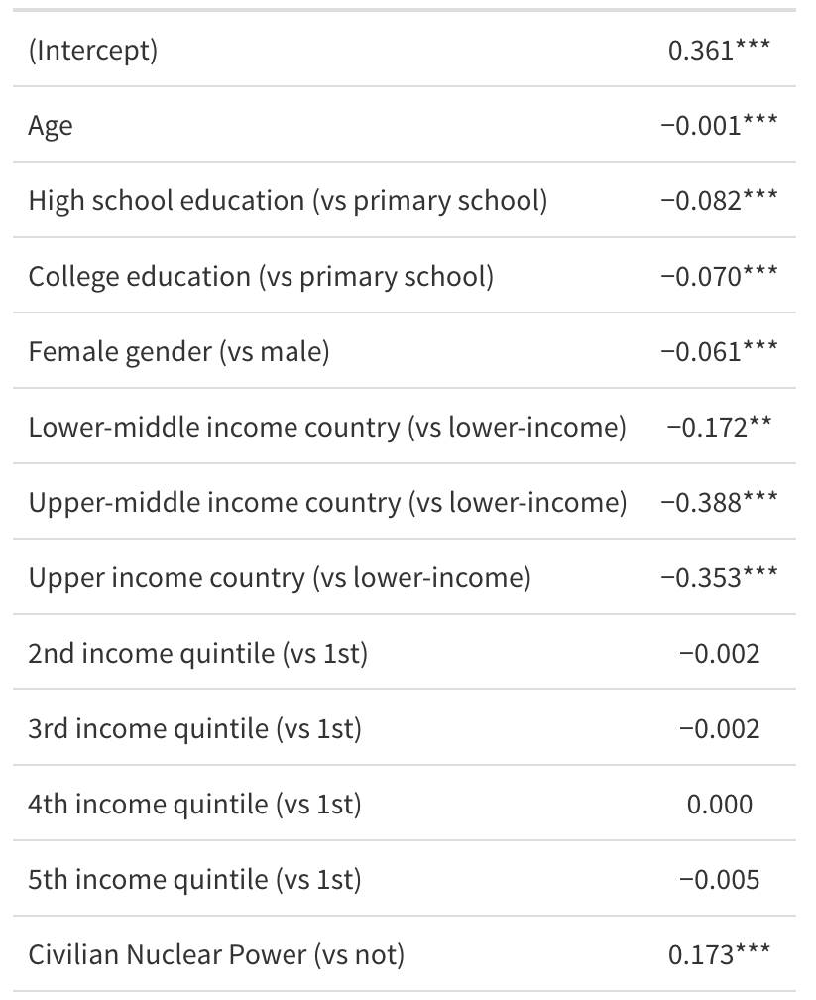 (Intercept) 0.361***
Age −0.001***
High school education (vs primary school) −0.082***
College education (vs primary school) −0.070***
Female gender (vs male) −0.061***
Lower-middle income country (vs lower-income) −0.172**
Upper-middle income country (vs lower-income) −0.388***
Upper income country (vs lower-income) −0.353***
2nd income quintile (vs 1st) −0.002
3rd income quintile (vs 1st) −0.002
4th income quintile (vs 1st) 0.000
5th income quintile (vs 1st) −0.005
Civilian Nuclear Power (vs not) 0.173***